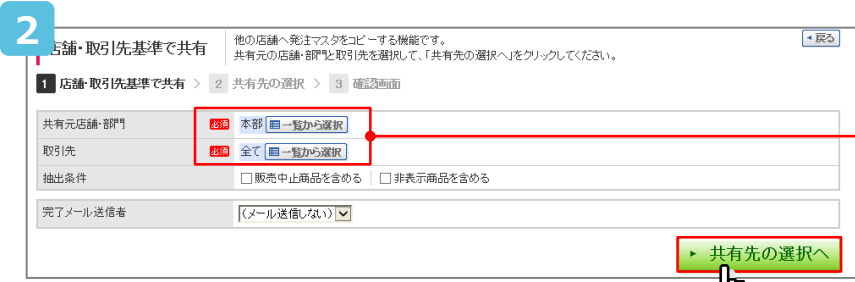 2
店舗・取引先基準で共有
他の店舗へ発注マスタをコピーする機能です。
共有元の店舗・部門と取引先を選択して、「共有先の選択へ」をクリックしてください。
戻る
1 店舗・取引先基準で共有 > 2 共有先の選択 > 3 確認画面
共有元店舗・部門 必須 本部 一覧から選択
取引先 必須 全て 一覧から選択
抽出条件 販売中止商品を含める 非表示商品を含める
完了メール送信者 (メール送信しない)
共有先の選択へ